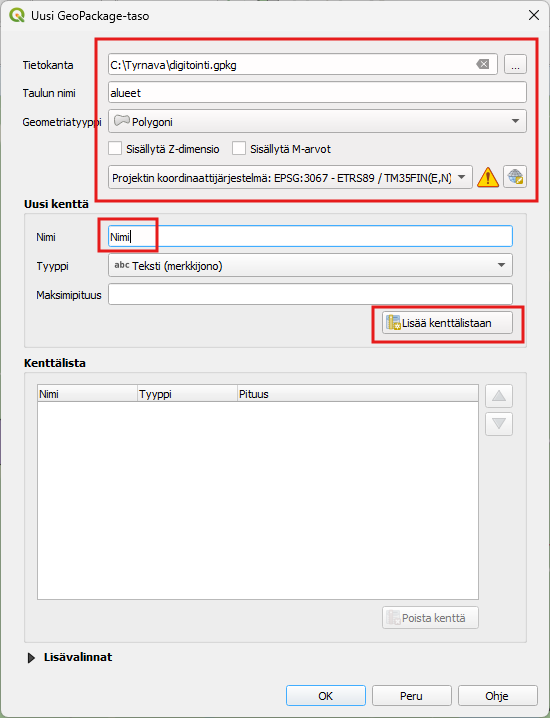 Uusi GeoPackage-taso
Tietokanta C:\Tyrnava\digitointi.gpkg ...
Taulun nimi alueet
Geometriatyyppi Polygoni
Sisällytä Z-dimensio Sisällytä M-arvot
Projektin koordinaattijärjestelmä: EPSG:3067 - ETRS89 / TM35FIN(E,N)
Uusi kenttä
Nimi Nimi
Tyyppi abc Teksti (merkkijono)
Maksimipituus
Lisää kenttälistaan
Kenttälista
Nimi Tyyppi Pituus
Poista kenttä
Lisävalinnat
OK Peru Ohje